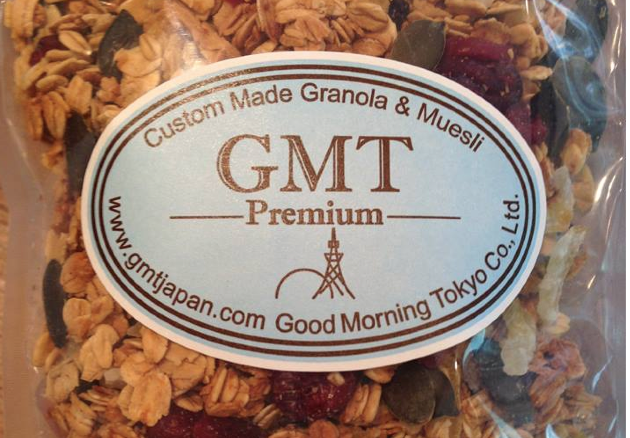 Custom Made Granola & Muesli
GMT
Premium
www.gmtjapan.com
Good Morning Tokyo Co., Ltd.